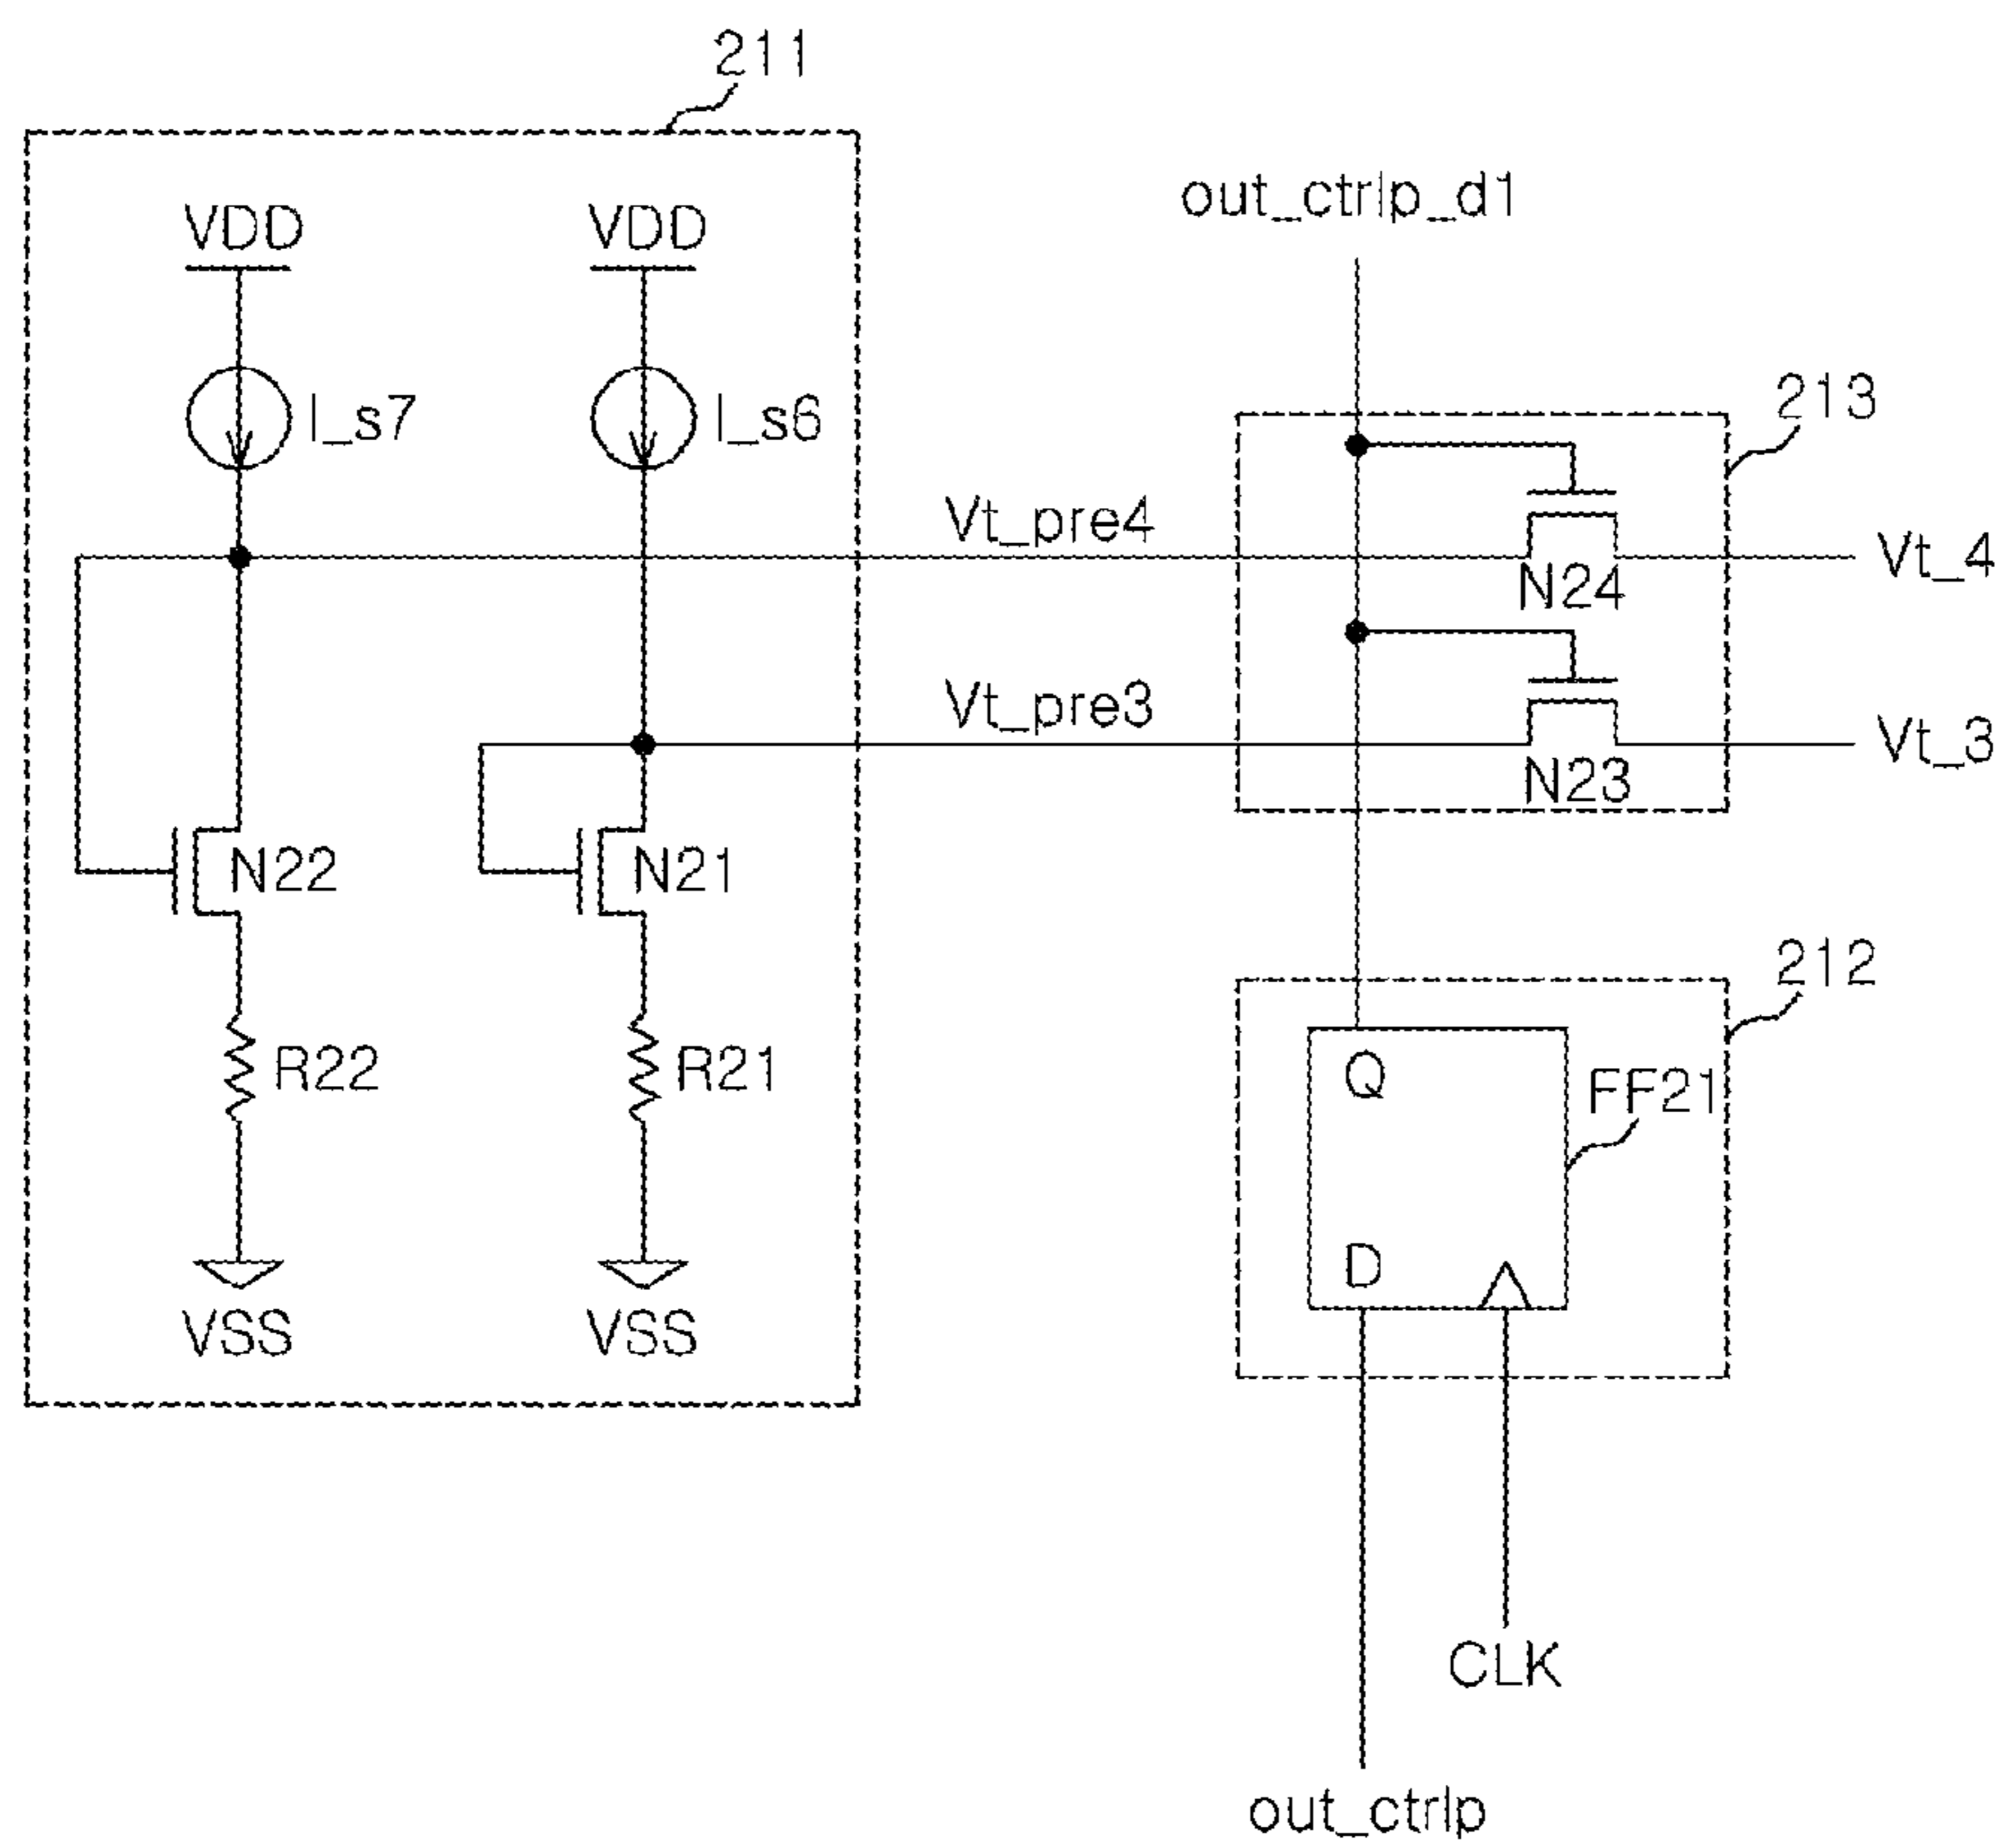 211
VDD
VDD
out_ctrlp_d1
I_s7
I_s6
213
Vt_pre4
Vt_4
N24
Vt_pre3
Vt_3
N23
N22
N21
212
R22
R21
Q
FF21
D
VSS
VSS
CLK
out_ctrlp